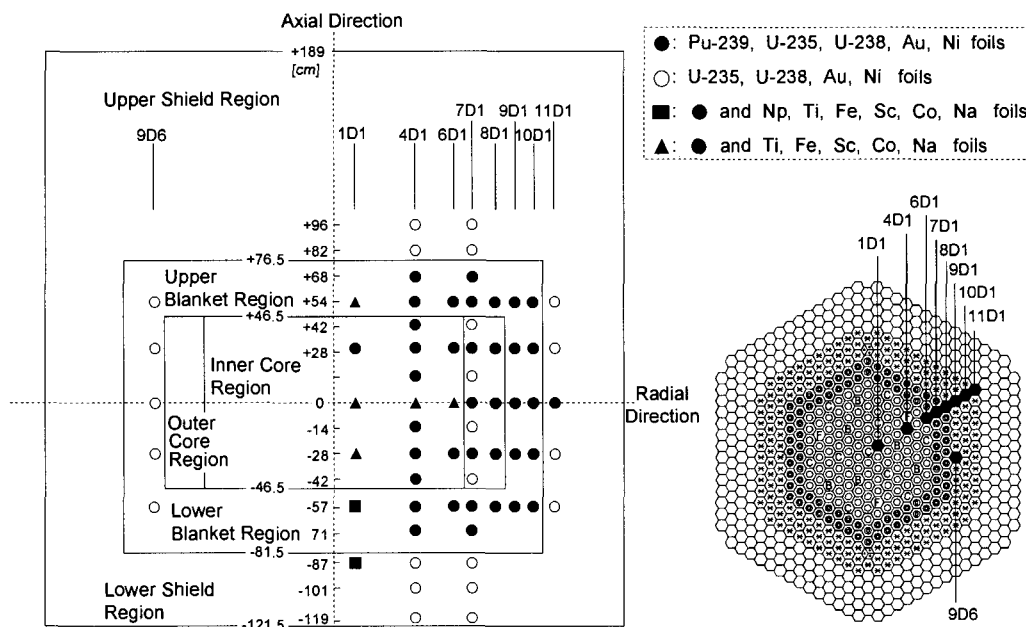 Axial Direction
+189
[cm]
Upper Shield Region
9D6
1D1
4D1
6D1
7D1
8D1
9D1
10D1
11D1
+96
+82
+76.5
+68
Upper
Blanket Region
+54
+46.5
+42
+28
Inner Core
Region
0
Radial
Direction
Outer
Core
Region
-14
-28
-42
-46.5
-57
Lower
Blanket Region
71
-81.5
-87
Lower Shield
Region
-101
-119
-121.5
●: Pu-239, U-235, U-238, Au, Ni foils
○: U-235, U-238, Au, Ni foils
■: ● and Np, Ti, Fe, Sc, Co, Na foils
▲: ● and Ti, Fe, Sc, Co, Na foils
6D1
4D1
7D1
1D1
8D1
9D1
10D1
11D1
9D6